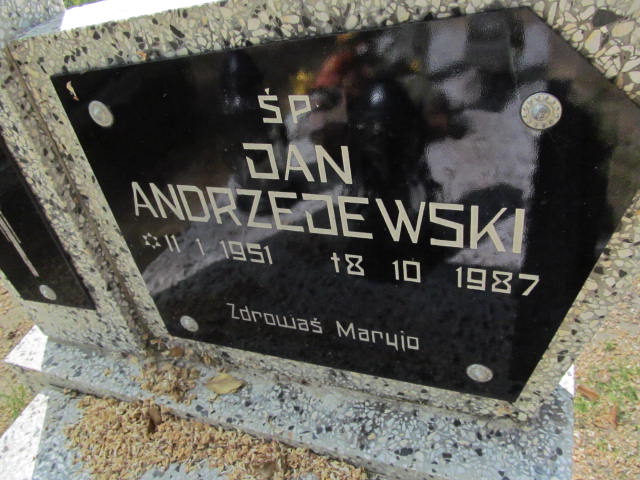 ŚP
JAN
ANDRZEJEWSKI
✡11 1 1951 †8 10 1987
Zdrowaś Maryjo